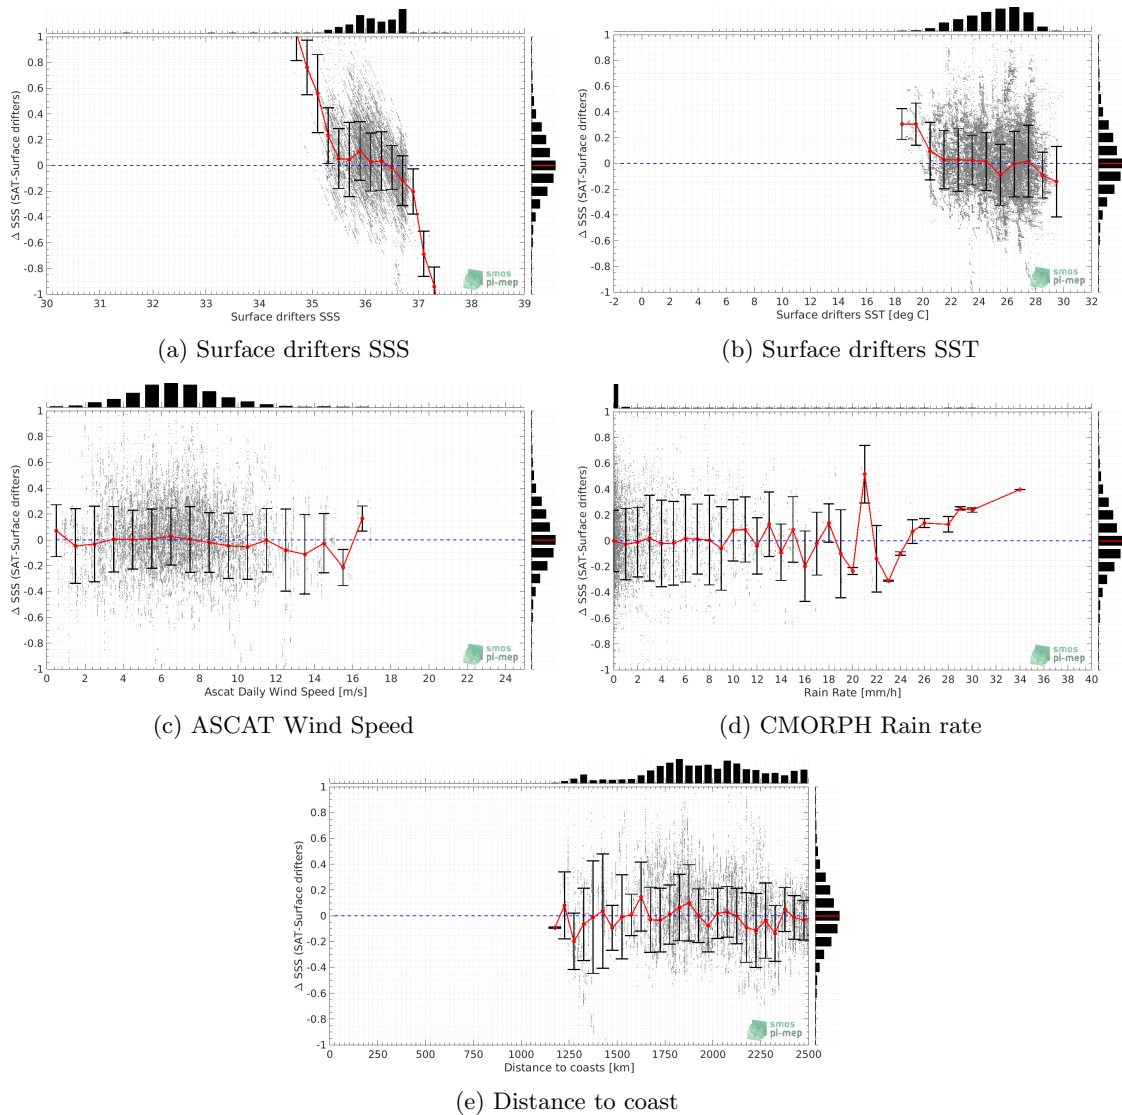 1
0.8
0.6
0.4
0.2
0
-0.2
-0.4
-0.6
-0.8
-1
Δ SSS (SAT-Surface drifters)
30 31 32 33 34 35 36 37 38 39
Surface drifters SSS
smos
pi-mep
(a) Surface drifters SSS
1
0.8
0.6
0.4
0.2
0
-0.2
-0.4
-0.6
-0.8
-1
Δ SSS (SAT-Surface drifters)
-2 0 2 4 6 8 10 12 14 16 18 20 22 24 26 28 30 32
Surface drifters SST [deg C]
smos
pi-mep
(b) Surface drifters SST
1
0.8
0.6
0.4
0.2
0
-0.2
-0.4
-0.6
-0.8
-1
Δ SSS (SAT-Surface drifters)
0 2 4 6 8 10 12 14 16 18 20 22 24
Ascat Daily Wind Speed [m/s]
smos
pi-mep
(c) ASCAT Wind Speed
1
0.8
0.6
0.4
0.2
0
-0.2
-0.4
-0.6
-0.8
-1
Δ SSS (SAT-Surface drifters)
0 2 4 6 8 10 12 14 16 18 20 22 24 26 28 30 32 34 36 38 40
Rain Rate [mm/h]
smos
pi-mep
(d) CMORPH Rain rate
1
0.8
0.6
0.4
0.2
0
-0.2
-0.4
-0.6
-0.8
-1
Δ SSS (SAT-Surface drifters)
0 250 500 750 1000 1250 1500 1750 2000 2250 2500
Distance to coasts [km]
smos
pi-mep
(e) Distance to coast